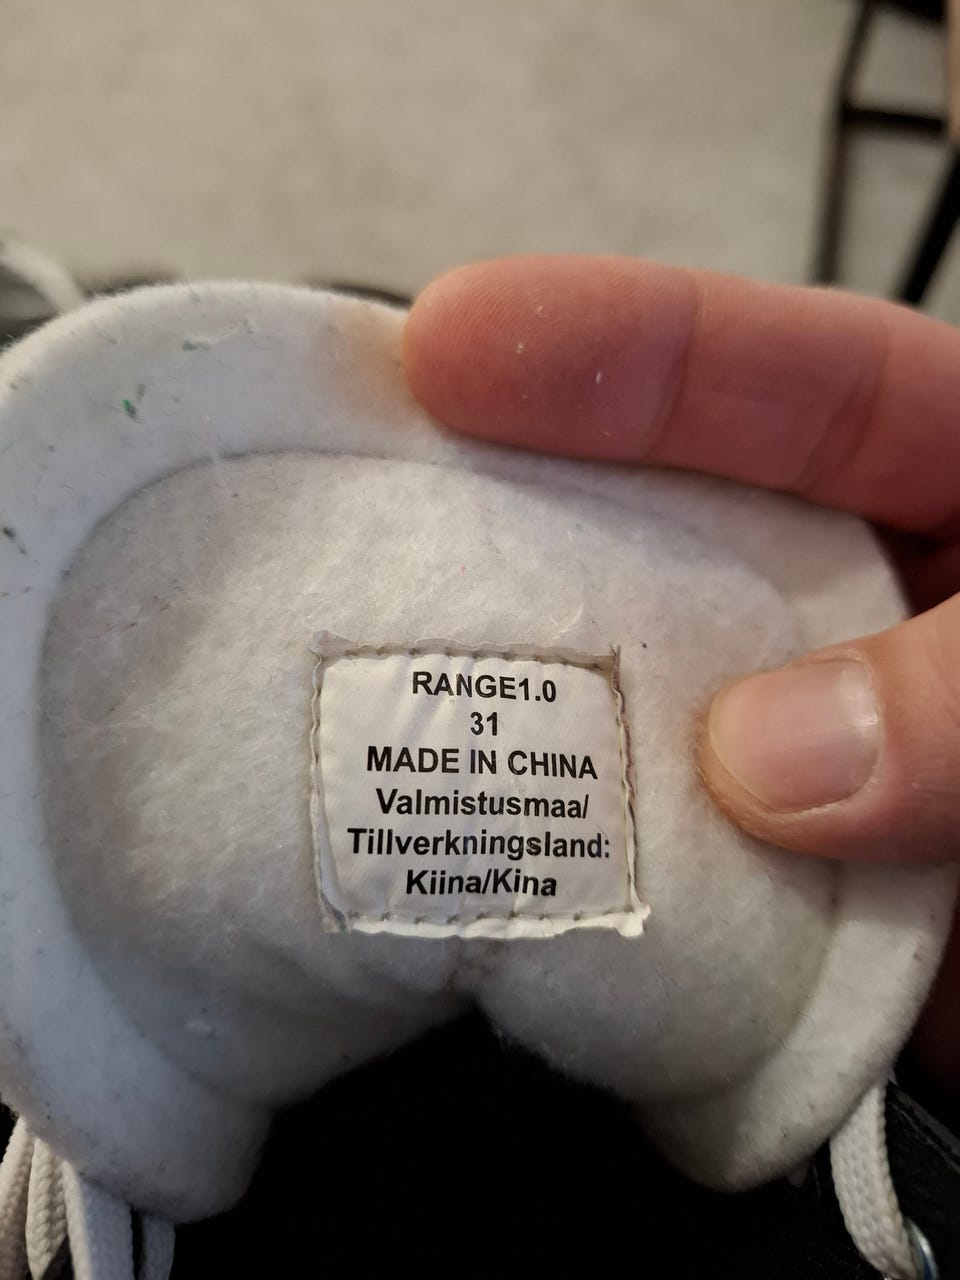 RANGE1.0
31
MADE IN CHINA
Valmistusmaa/
Tillverkningsland:
Kiina/Kina